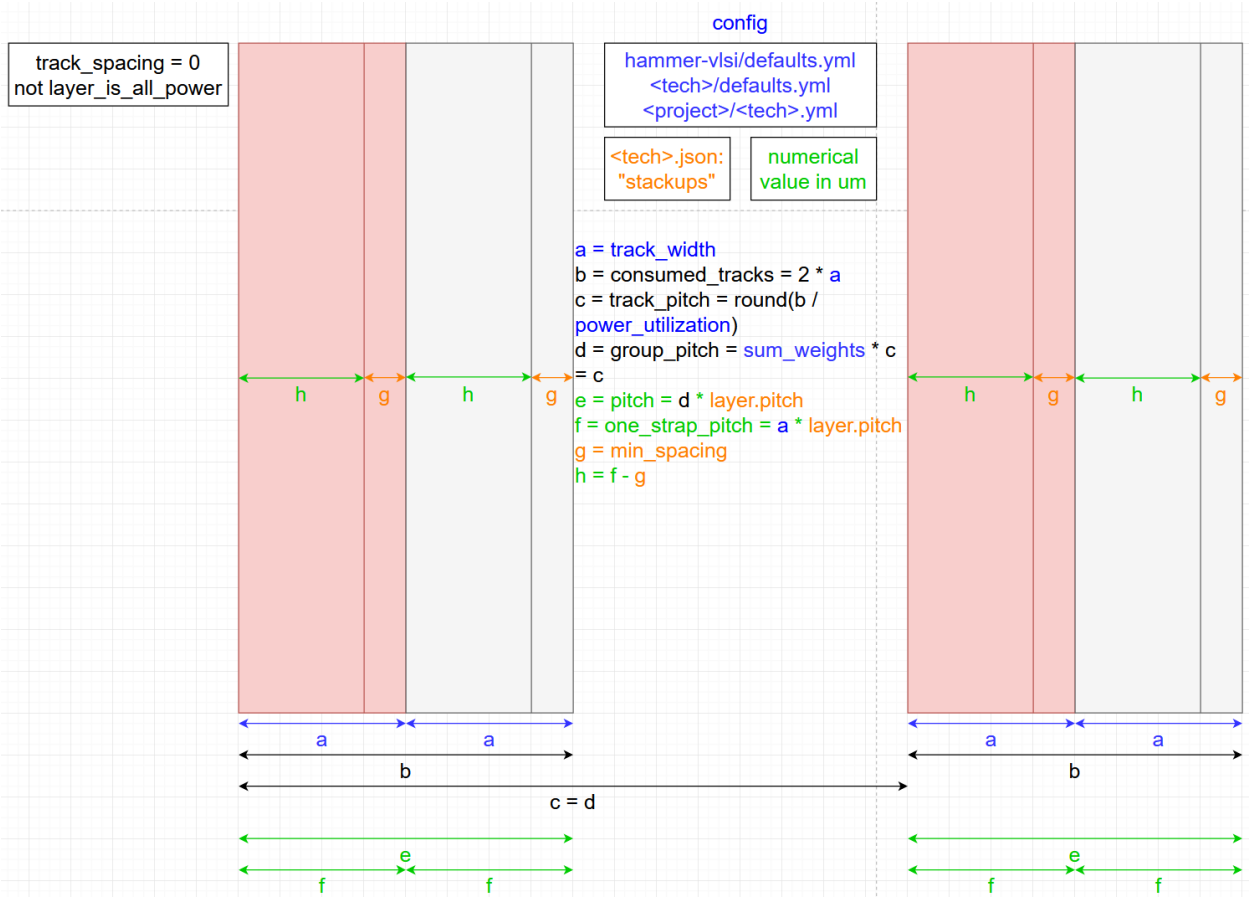 config
track_spacing = 0
not layer_is_all_power
hammer-vlsi/defaults.yml
<tech>/defaults.yml
<project>/<tech>.yml
<tech>.json:
"stackups"
numerical
value in um
a = track_width
b = consumed_tracks = 2 * a
c = track_pitch = round(b /
power_utilization)
d = group_pitch = sum_weights * c
= c
e = pitch = d * layer.pitch
f = one_strap_pitch = a * layer.pitch
g = min_spacing
h = f - g
h g h g h g h g
a a a a
b b
c = d
e e
f f f f